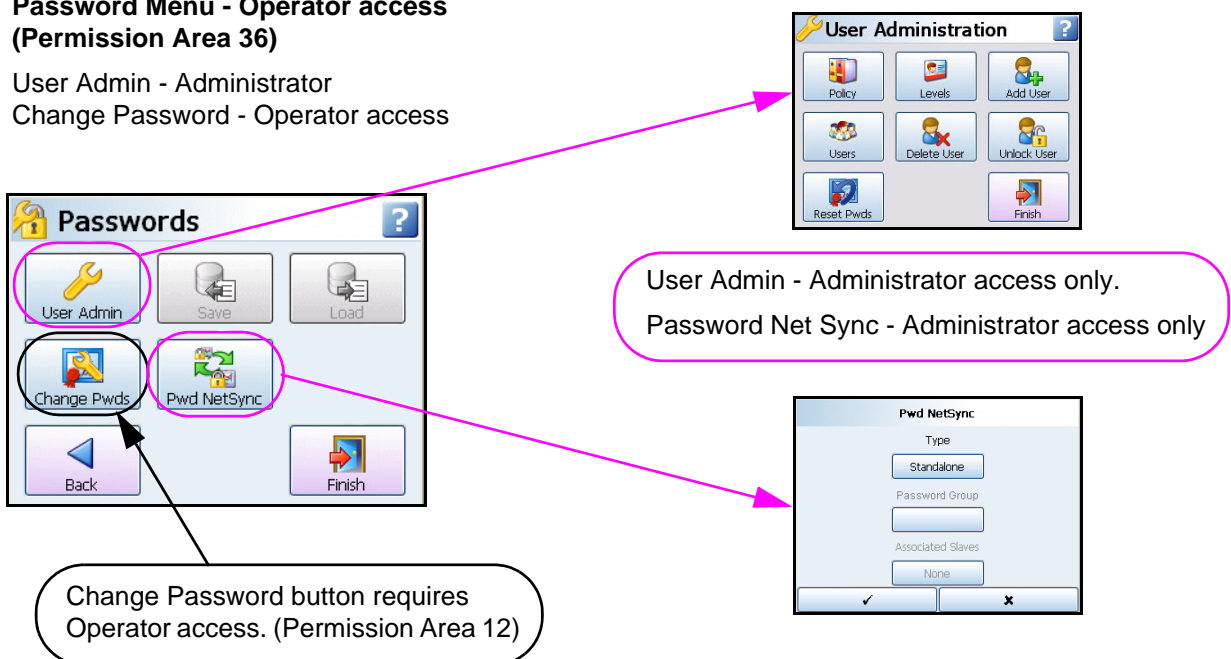 Password Menu - Operator access
(Permission Area 36)
User Admin - Administrator
Change Password - Operator access
User Administration
?
Policy
Levels
Add User
Users
Delete User
Unlock User
Reset Pwds
Finish
Passwords
?
User Admin
Save
Load
Change Pwds
Pwd NetSync
Back
Finish
User Admin - Administrator access only.
Password Net Sync - Administrator access only
Pwd NetSync
Type
Standalone
Password Group
Associated Slaves
None
Change Password button requires
Operator access. (Permission Area 12)